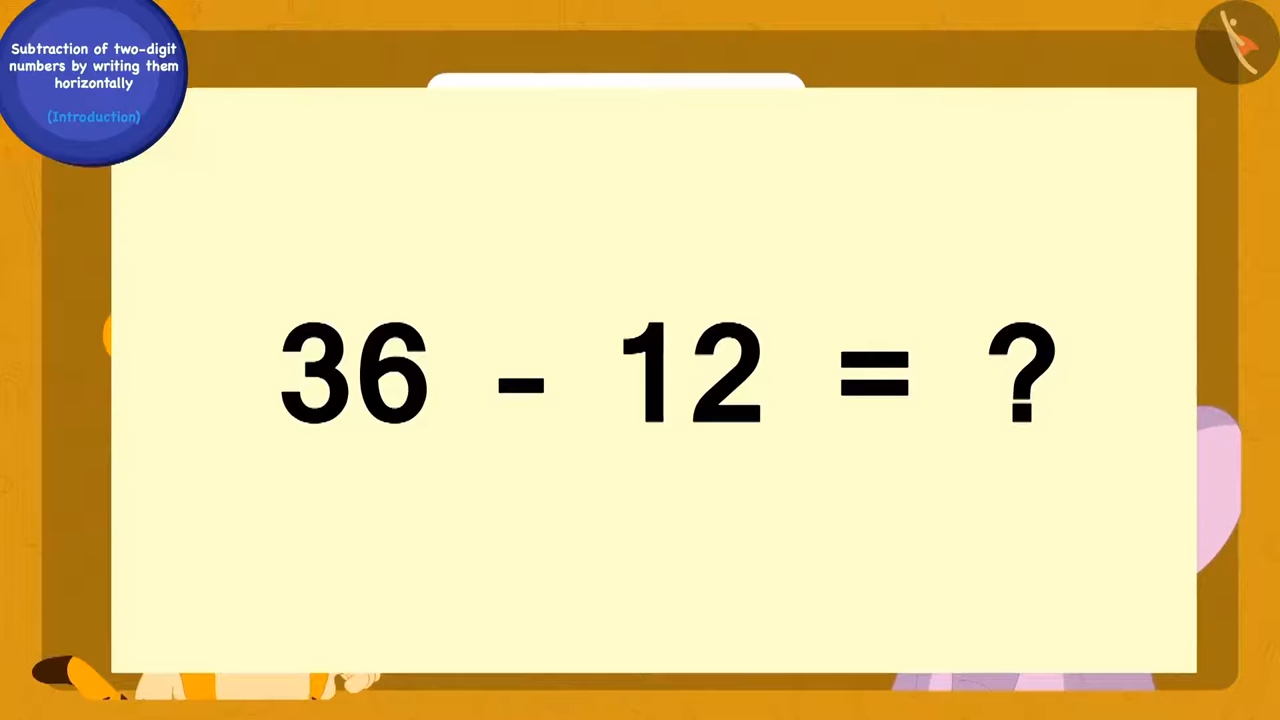 Subtraction of two-digit
numbers by writing them
horizontally
(Introduction)
36 - 12 = ?